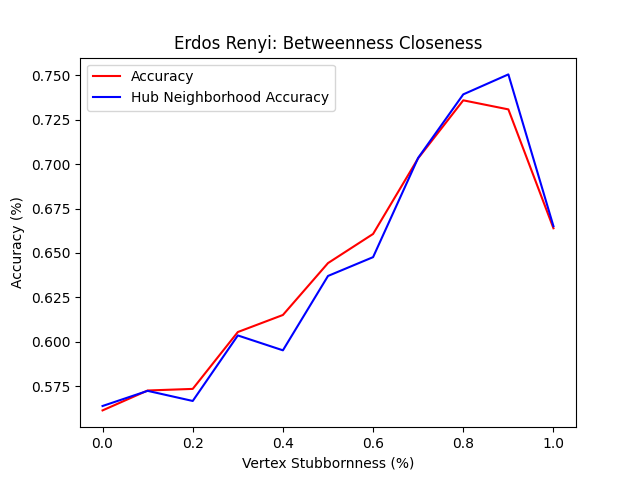 Erdos Renyi: Betweenness Closeness
Accuracy
Hub Neighborhood Accuracy
Accuracy (%)
0.750
0.725
0.700
0.675
0.650
0.625
0.600
0.575
0.0 0.2 0.4 0.6 0.8 1.0
Vertex Stubbornness (%)